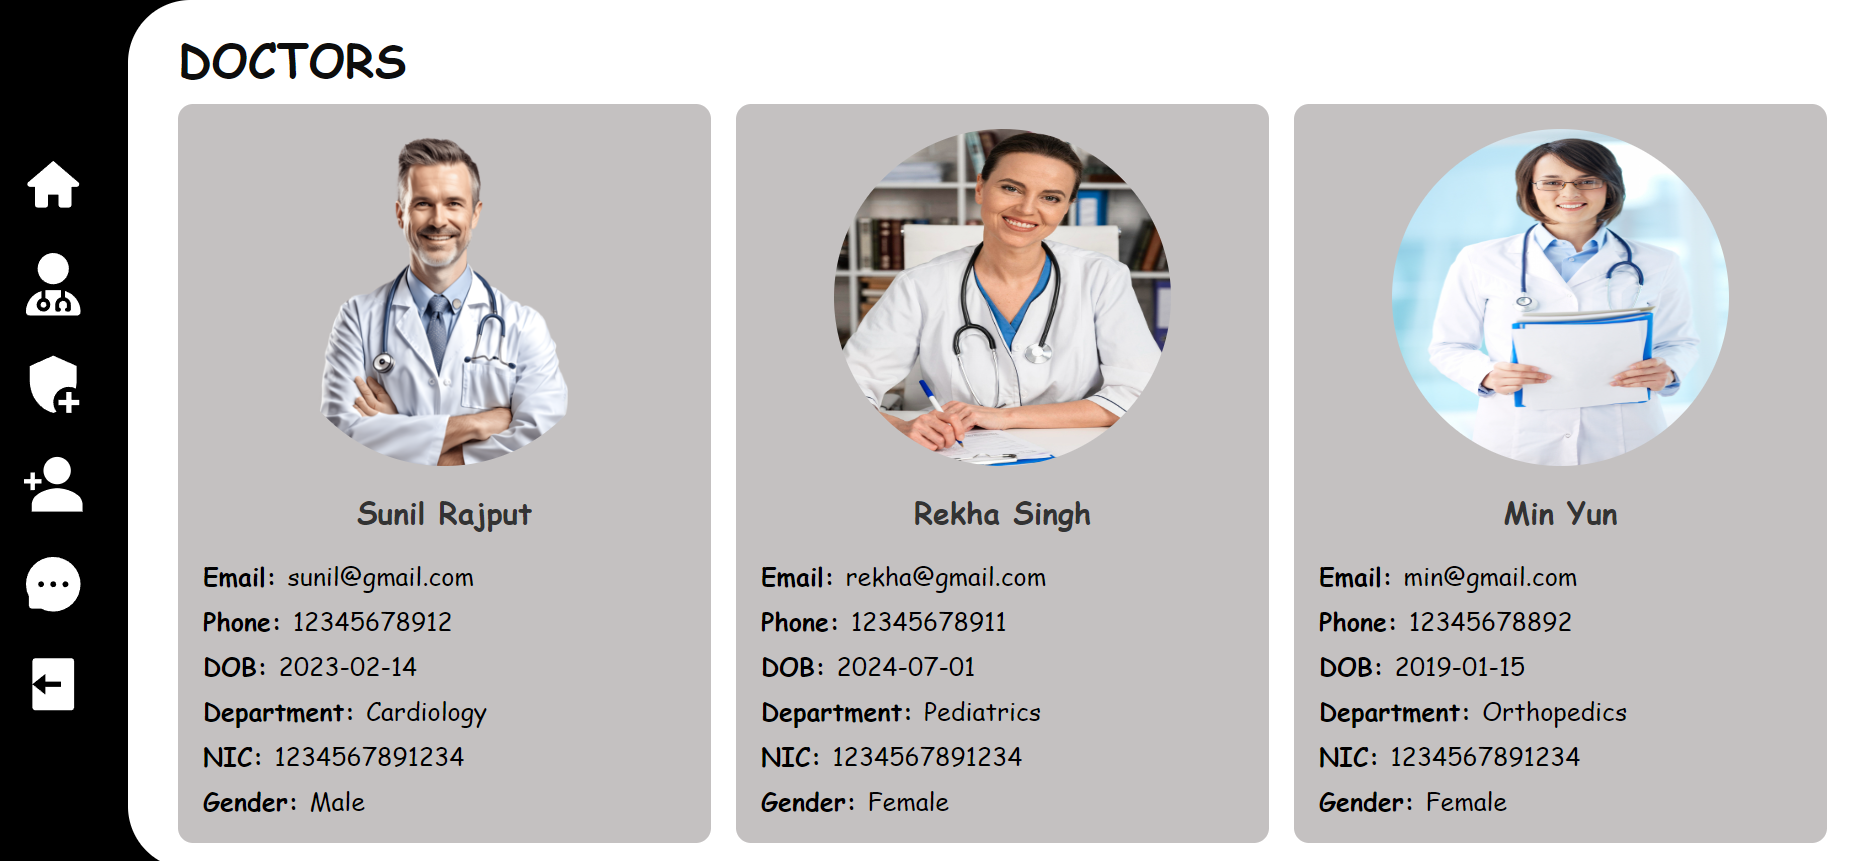 DOCTORS
Sunil Rajput
Email: sunil@gmail.com
Phone: 12345678912
DOB: 2023-02-14
Department: Cardiology
NIC: 1234567891234
Gender: Male
Rekha Singh
Email: rekha@gmail.com
Phone: 12345678911
DOB: 2024-07-01
Department: Pediatrics
NIC: 1234567891234
Gender: Female
Min Yun
Email: min@gmail.com
Phone: 12345678892
DOB: 2019-01-15
Department: Orthopedics
NIC: 1234567891234
Gender: Female